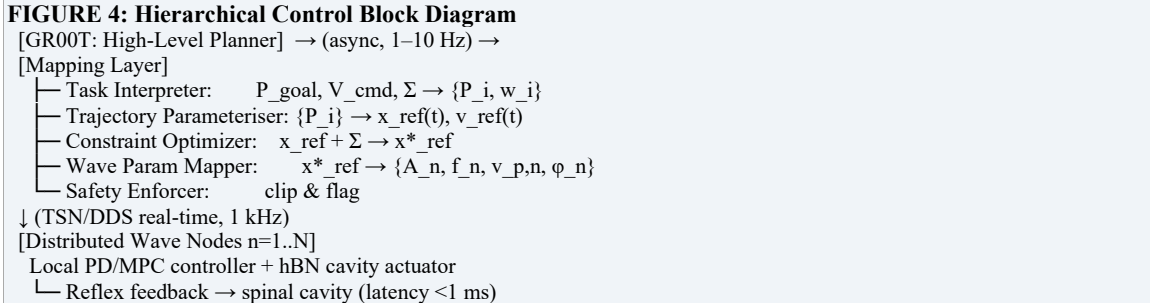 FIGURE 4: Hierarchical Control Block Diagram
[GR00T: High-Level Planner] → (async, 1–10 Hz) →
[Mapping Layer]
├─ Task Interpreter: P_goal, V_cmd, Σ → {P_i, w_i}
├─ Trajectory Parameteriser: {P_i} → x_ref(t), v_ref(t)
├─ Constraint Optimizer: x_ref + Σ → x*_ref
├─ Wave Param Mapper: x*_ref → {A_n, f_n, v_p,n, φ_n}
└─ Safety Enforcer: clip & flag
↓ (TSN/DDS real-time, 1 kHz)
[Distributed Wave Nodes n=1..N]
Local PD/MPC controller + hBN cavity actuator
└─ Reflex feedback → spinal cavity (latency <1 ms)